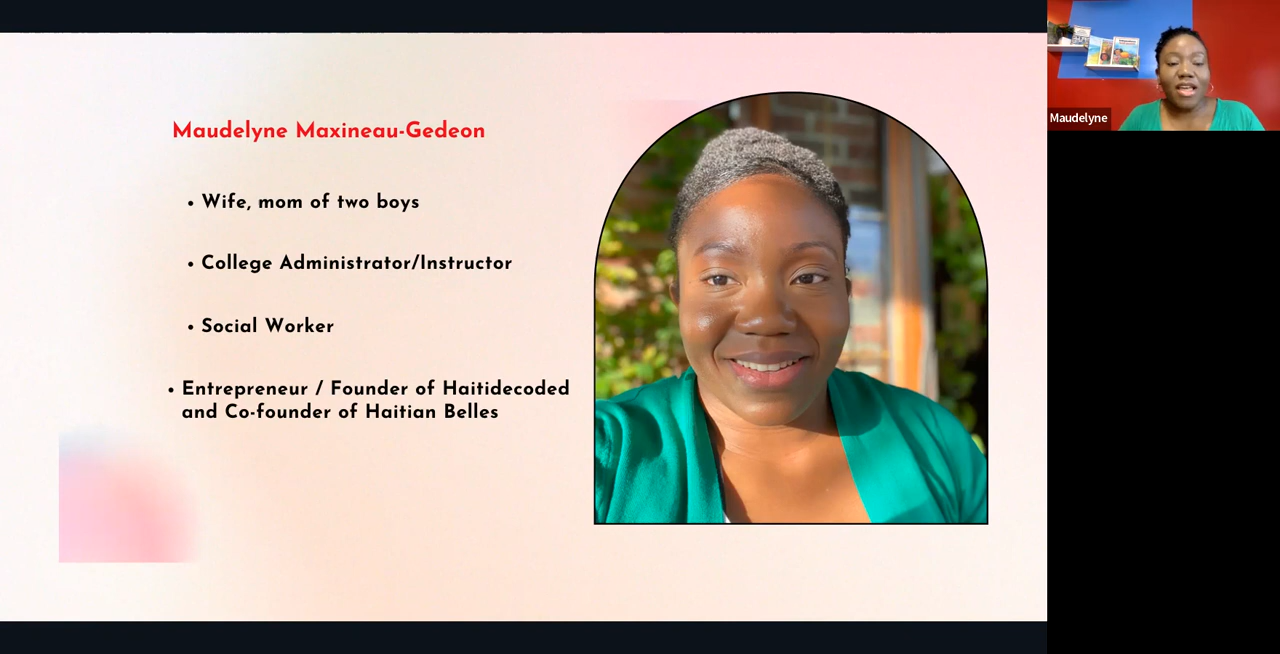 Maudelyne Maxineau-Gedeon
• Wife, mom of two boys
• College Administrator/Instructor
• Social Worker
• Entrepreneur / Founder of Haitidecoded
and Co-founder of Haitian Belles
Maudelyne